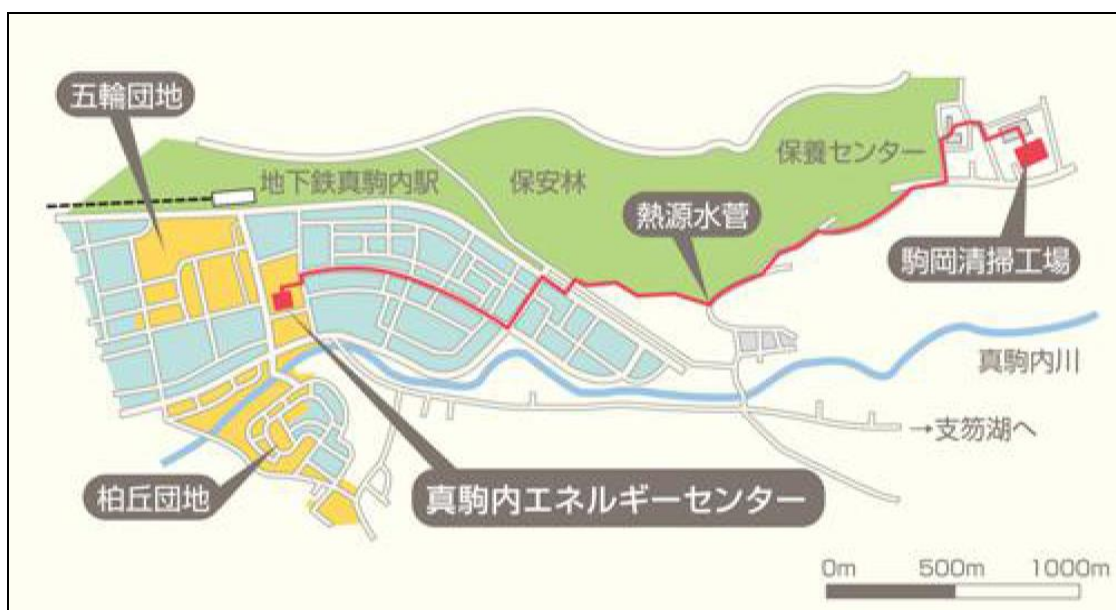 五輪団地
地下鉄真駒内駅
保安林
保養センター
熱源水菅
駒岡清掃工場
真駒内川
→支笏湖へ
柏丘団地
真駒内エネルギーセンター
0m 500m 1000m